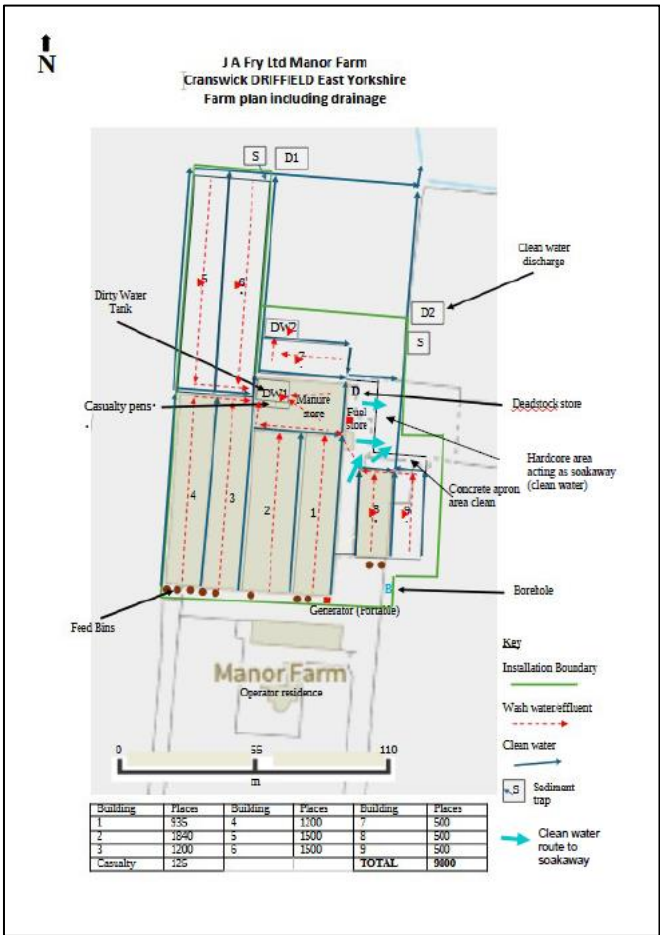 N
J A Fry Ltd Manor Farm
Cranswick DRIFFIELD East Yorkshire
Farm plan including drainage
S
D1
Clean water
discharge
5
6
Dirty Water
Tank
D2
DW2
S
7
DW1
D
Deadstock store
Casualty pens
Manure
store
Fuel
store
Hardcore area
acting as soakaway
(clean water)
Concrete apron
area clean
4
3
2
1
8
9
B
Borehole
Feed Bins
Generator (Portable)
Manor Farm
Operator residence
Key
Installation Boundary
Wash water/effluent
Clean water
S
Sediment
trap
Clean water
route to
soakaway
0 55 110
m
Building Places Building Places Building Places
1 935 4 1200 7 500
2 1840 5 1500 8 500
3 1200 6 1500 9 500
Casualty 125 TOTAL 9800